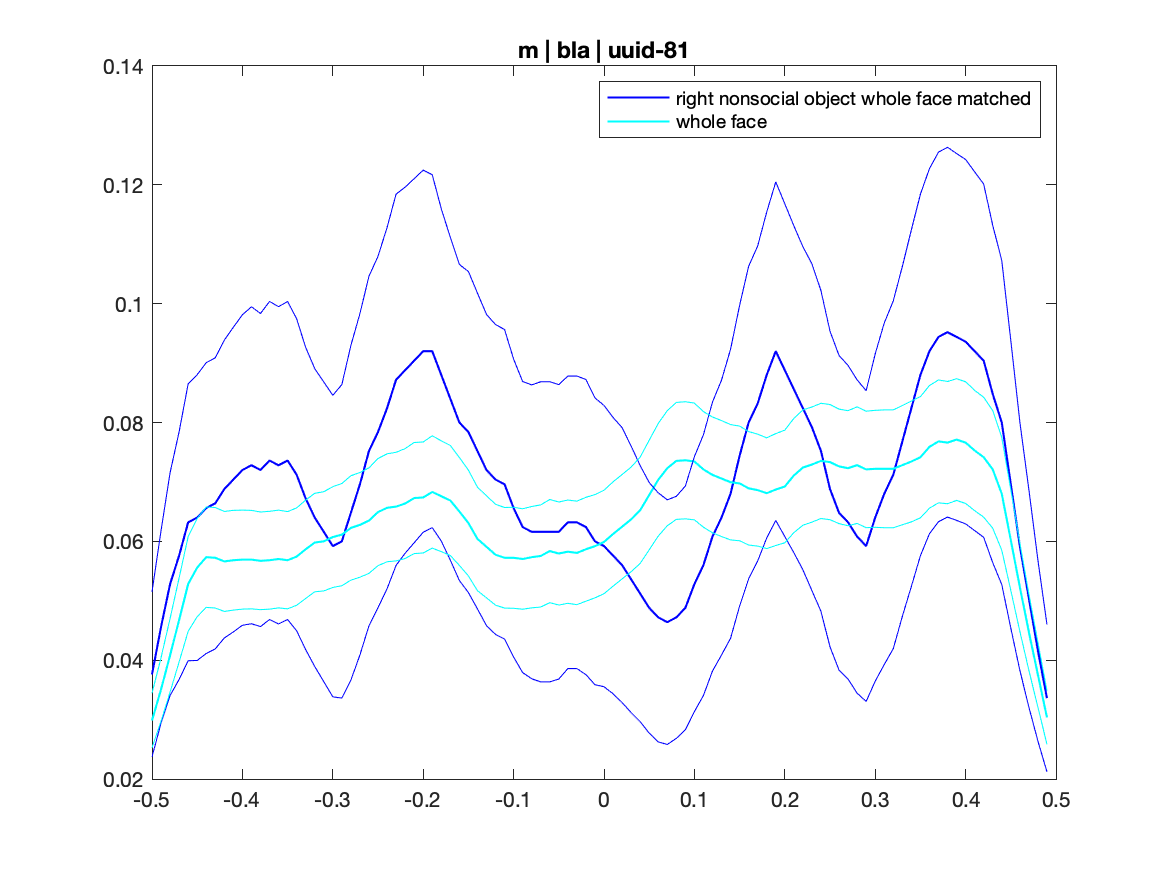 m | bla | uuid-81
0.14
right nonsocial object whole face matched
whole face
0.12
0.1
0.08
0.06
0.04
0.02
-0.5 -0.4 -0.3 -0.2 -0.1 0 0.1 0.2 0.3 0.4 0.5